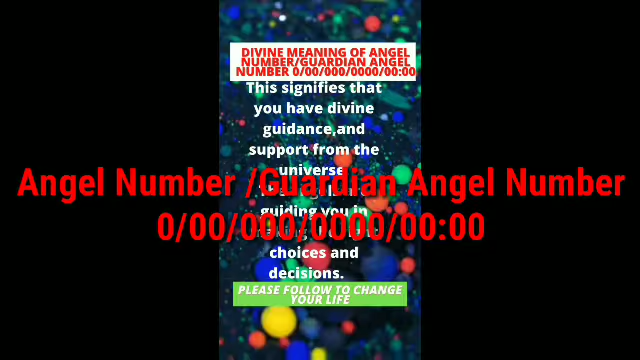 DIVINE MEANING OF ANGEL
NUMBER/GUARDIAN ANGEL
NUMBER 0/00/000/0000/00:00
This signifies that
you have divine
guidance,and
support from the
universe
Angel Number /Guardian Angel Number
guiding you in
0/00/000/0000/00:00
choices and
decisions.
PLEASE FOLLOW TO CHANGE
YOUR LIFE